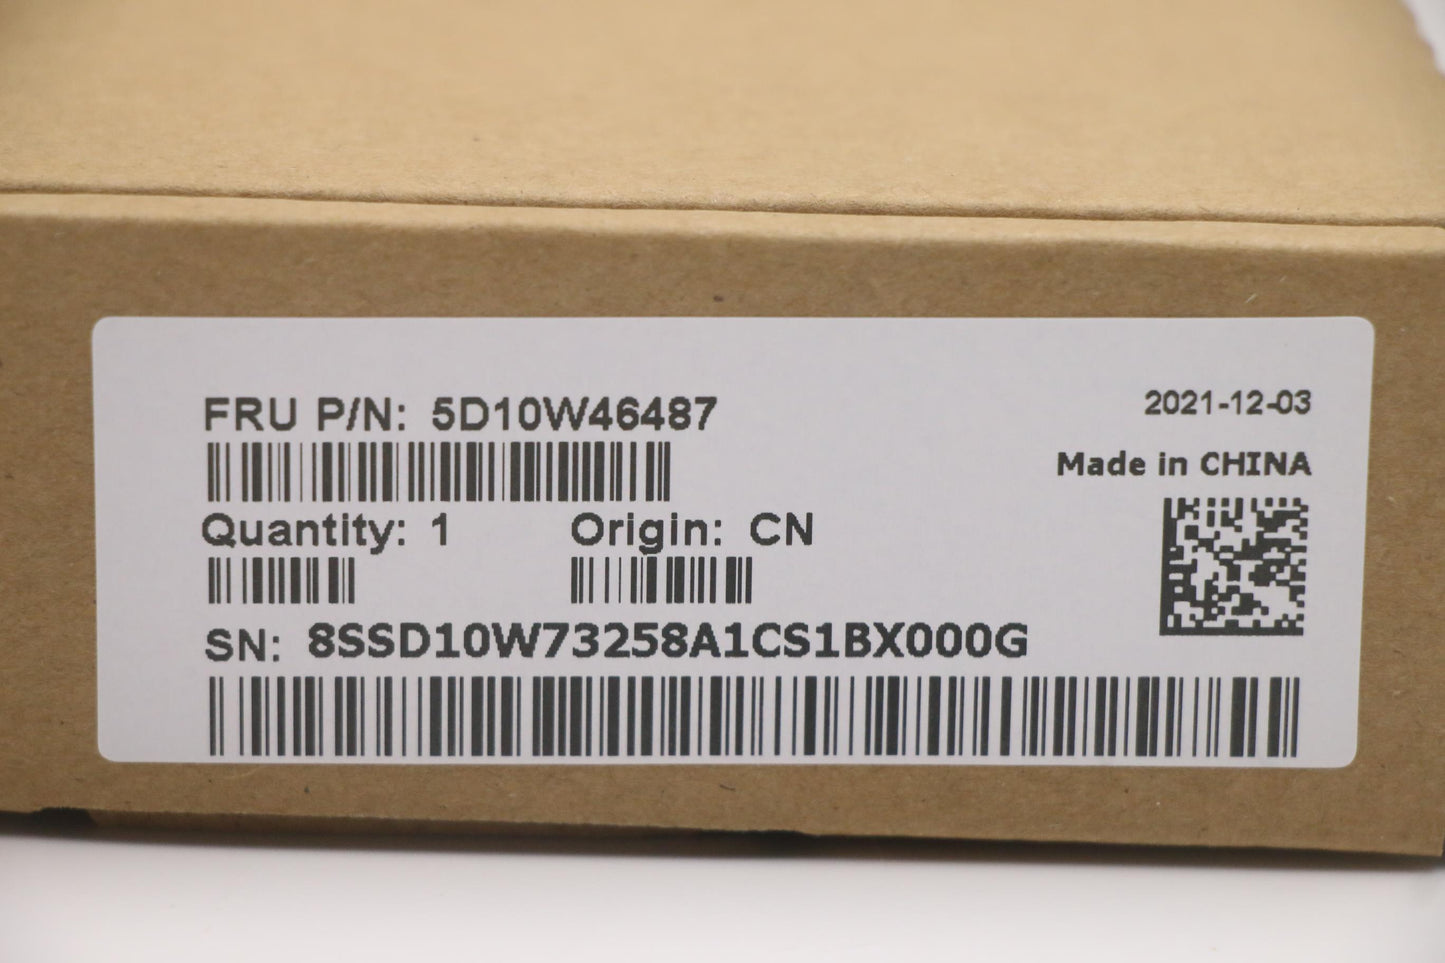 FRU P/N: 5D10W46487
2021-12-03
Made in CHINA
Quantity: 1 Origin: CN
SN: 8SSD10W73258A1CS1BX000G